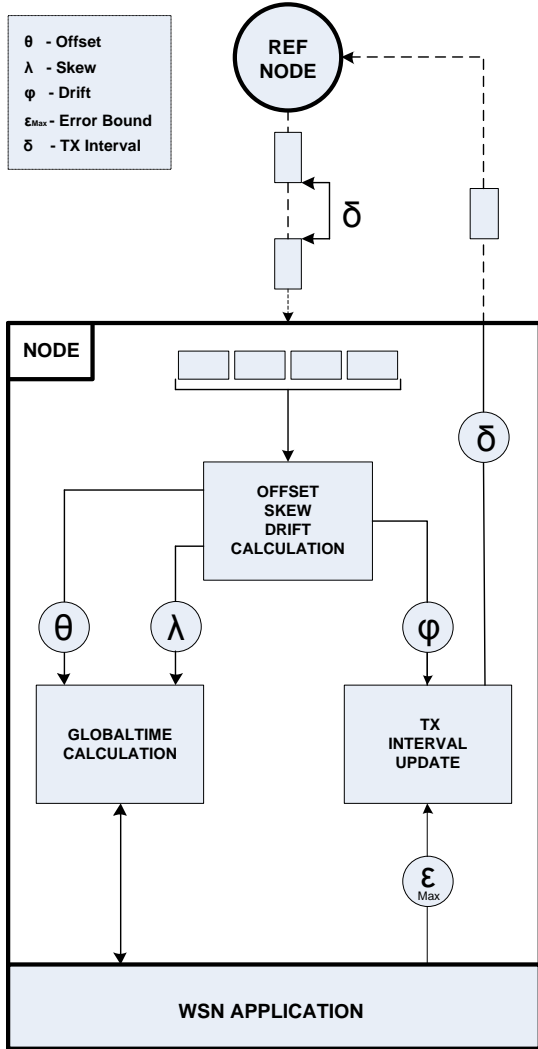 θ - Offset
λ - Skew
φ - Drift
εMax - Error Bound
δ - TX Interval
REF
NODE
δ
NODE
δ
OFFSET
SKEW
DRIFT
CALCULATION
θ
λ
φ
GLOBALTIME
CALCULATION
TX
INTERVAL
UPDATE
ε
Max
WSN APPLICATION